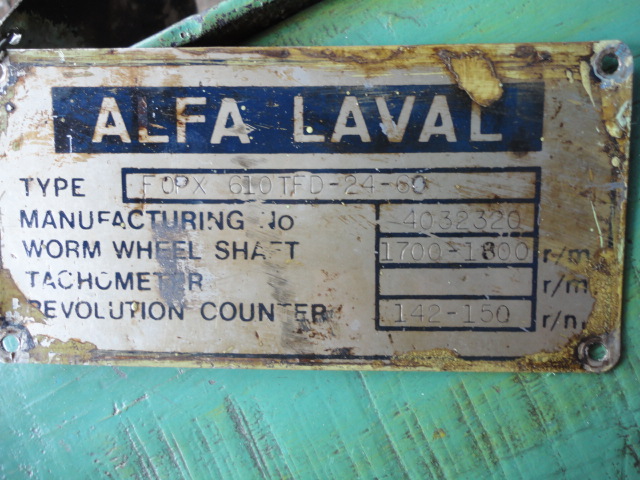 ALFA LAVAL
TYPE FOPX 610TFD-24-60
MANUFACTURING No 4032320
WORM WHEEL SHAFT 1700-1800 r/m
TACHOMETER r/m
REVOLUTION COUNTER 142-150 r/m